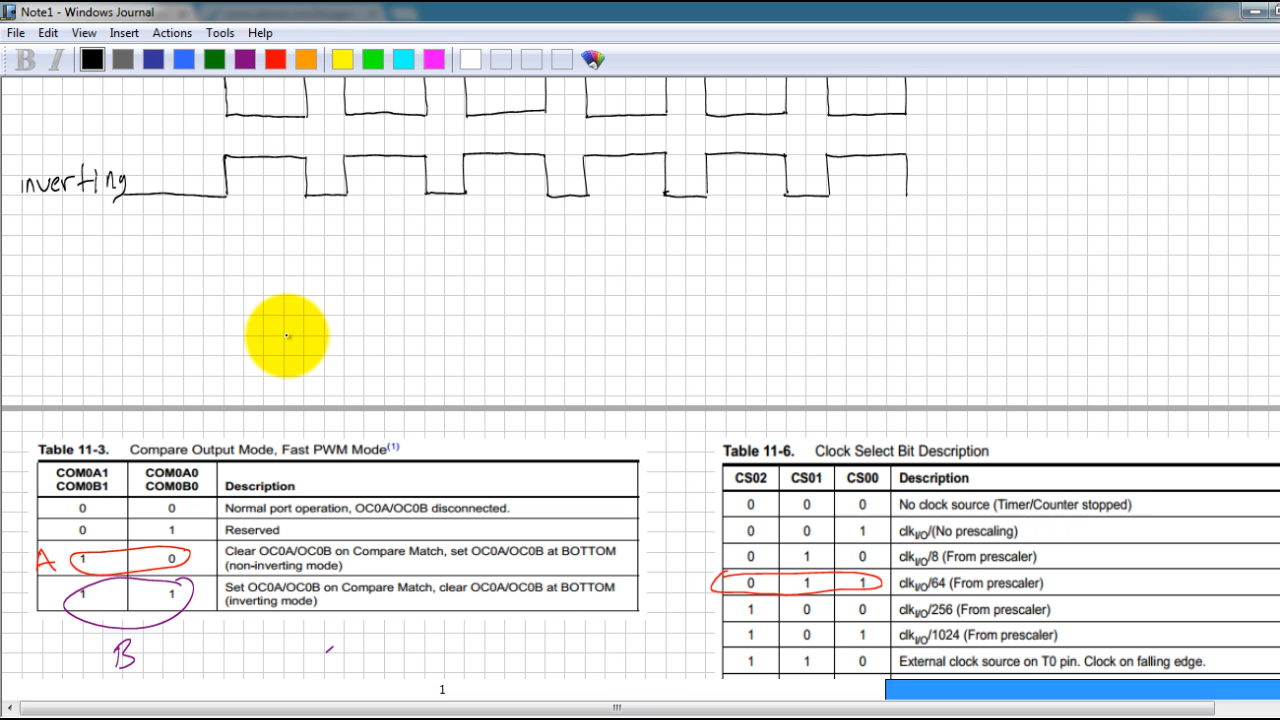 Note1 - Windows Journal
File Edit View Insert Actions Tools Help
B I
inverting
Table 11-3. Compare Output Mode, Fast PWM Mode(1)
COM0A1 COM0A0
COM0B1 COM0B0 Description
0 0 Normal port operation, OC0A/OC0B disconnected.
0 1 Reserved
A 1 0 Clear OC0A/OC0B on Compare Match, set OC0A/OC0B at BOTTOM
(non-inverting mode)
1 1 Set OC0A/OC0B on Compare Match, clear OC0A/OC0B at BOTTOM
(inverting mode)
B
Table 11-6. Clock Select Bit Description
CS02 CS01 CS00 Description
0 0 0 No clock source (Timer/Counter stopped)
0 0 1 clkI/O/(No prescaling)
0 1 0 clkI/O/8 (From prescaler)
0 1 1 clkI/O/64 (From prescaler)
1 0 0 clkI/O/256 (From prescaler)
1 0 1 clkI/O/1024 (From prescaler)
1 1 0 External clock source on T0 pin. Clock on falling edge.
1